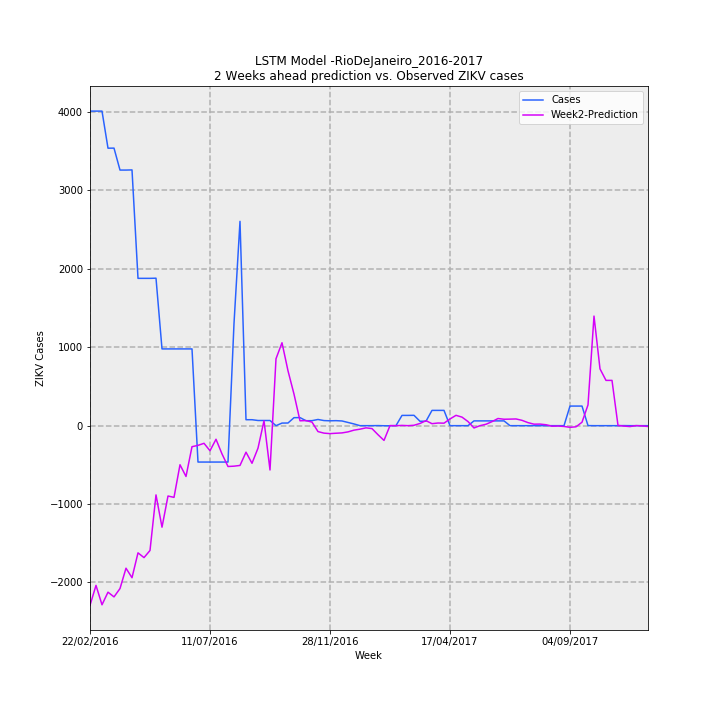 LSTM Model -RioDeJaneiro_2016-2017
2 Weeks ahead prediction vs. Observed ZIKV cases
Cases
Week2-Prediction
ZIKV Cases
4000
3000
2000
1000
0
−1000
−2000
22/02/2016
11/07/2016
28/11/2016
17/04/2017
04/09/2017
Week